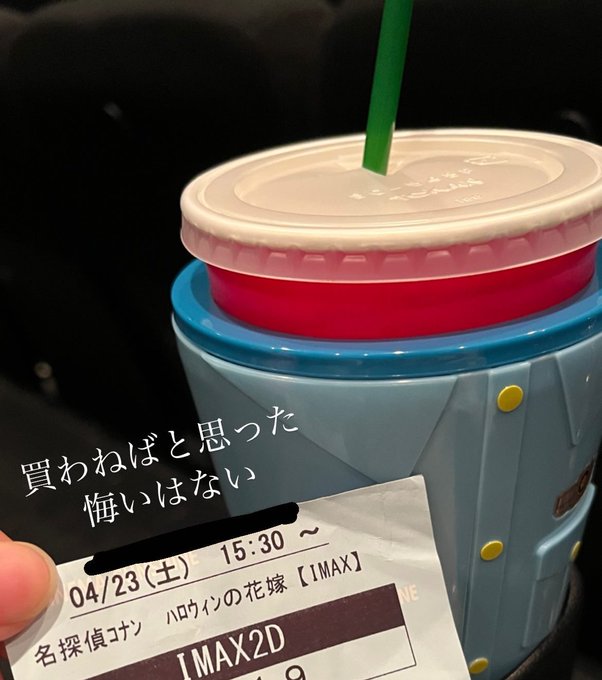 買わねばと思った
悔いはない
04/23(土) 15:30 ～
名探偵コナン ハロウィンの花嫁【IMAX】
IMAX2D